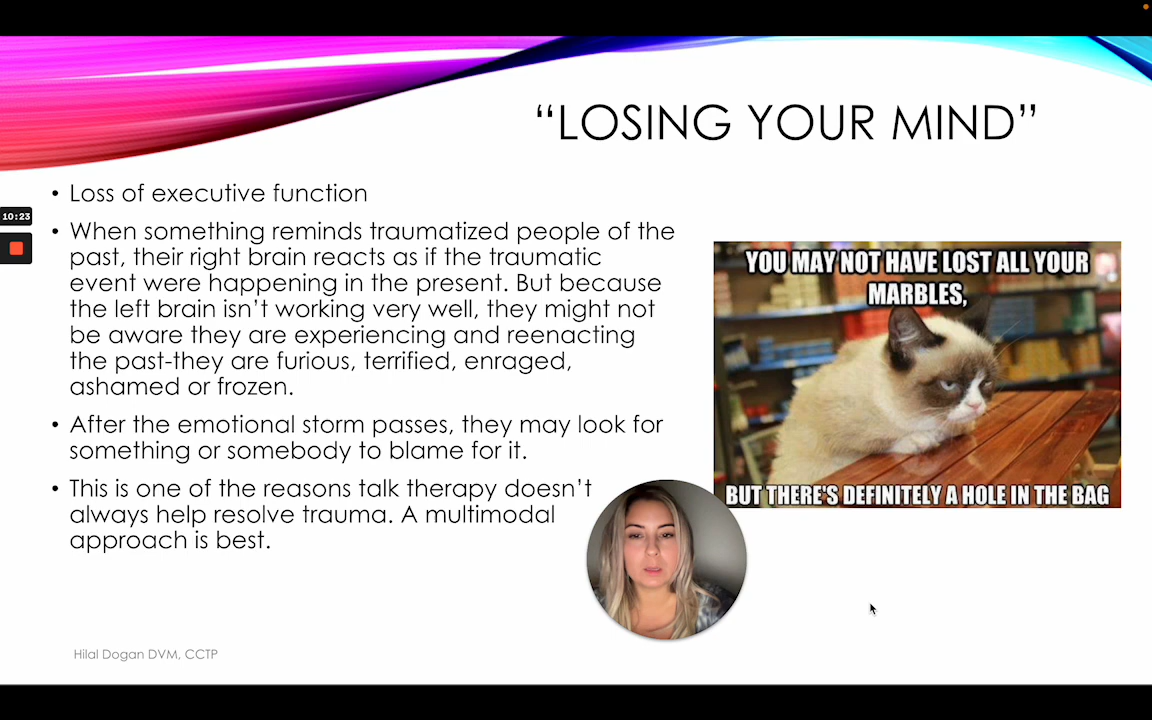 “LOSING YOUR MIND”
• Loss of executive function
• When something reminds traumatized people of the
past, their right brain reacts as if the traumatic
event were happening in the present. But because
the left brain isn’t working very well, they might not
be aware they are experiencing and reenacting
the past-they are furious, terrified, enraged,
ashamed or frozen.
• After the emotional storm passes, they may look for
something or somebody to blame for it.
• This is one of the reasons talk therapy doesn’t
always help resolve trauma. A multimodal
approach is best.
10:23
YOU MAY NOT HAVE LOST ALL YOUR
MARBLES,
BUT THERE'S DEFINITELY A HOLE IN THE BAG
Hilal Dogan DVM, CCTP